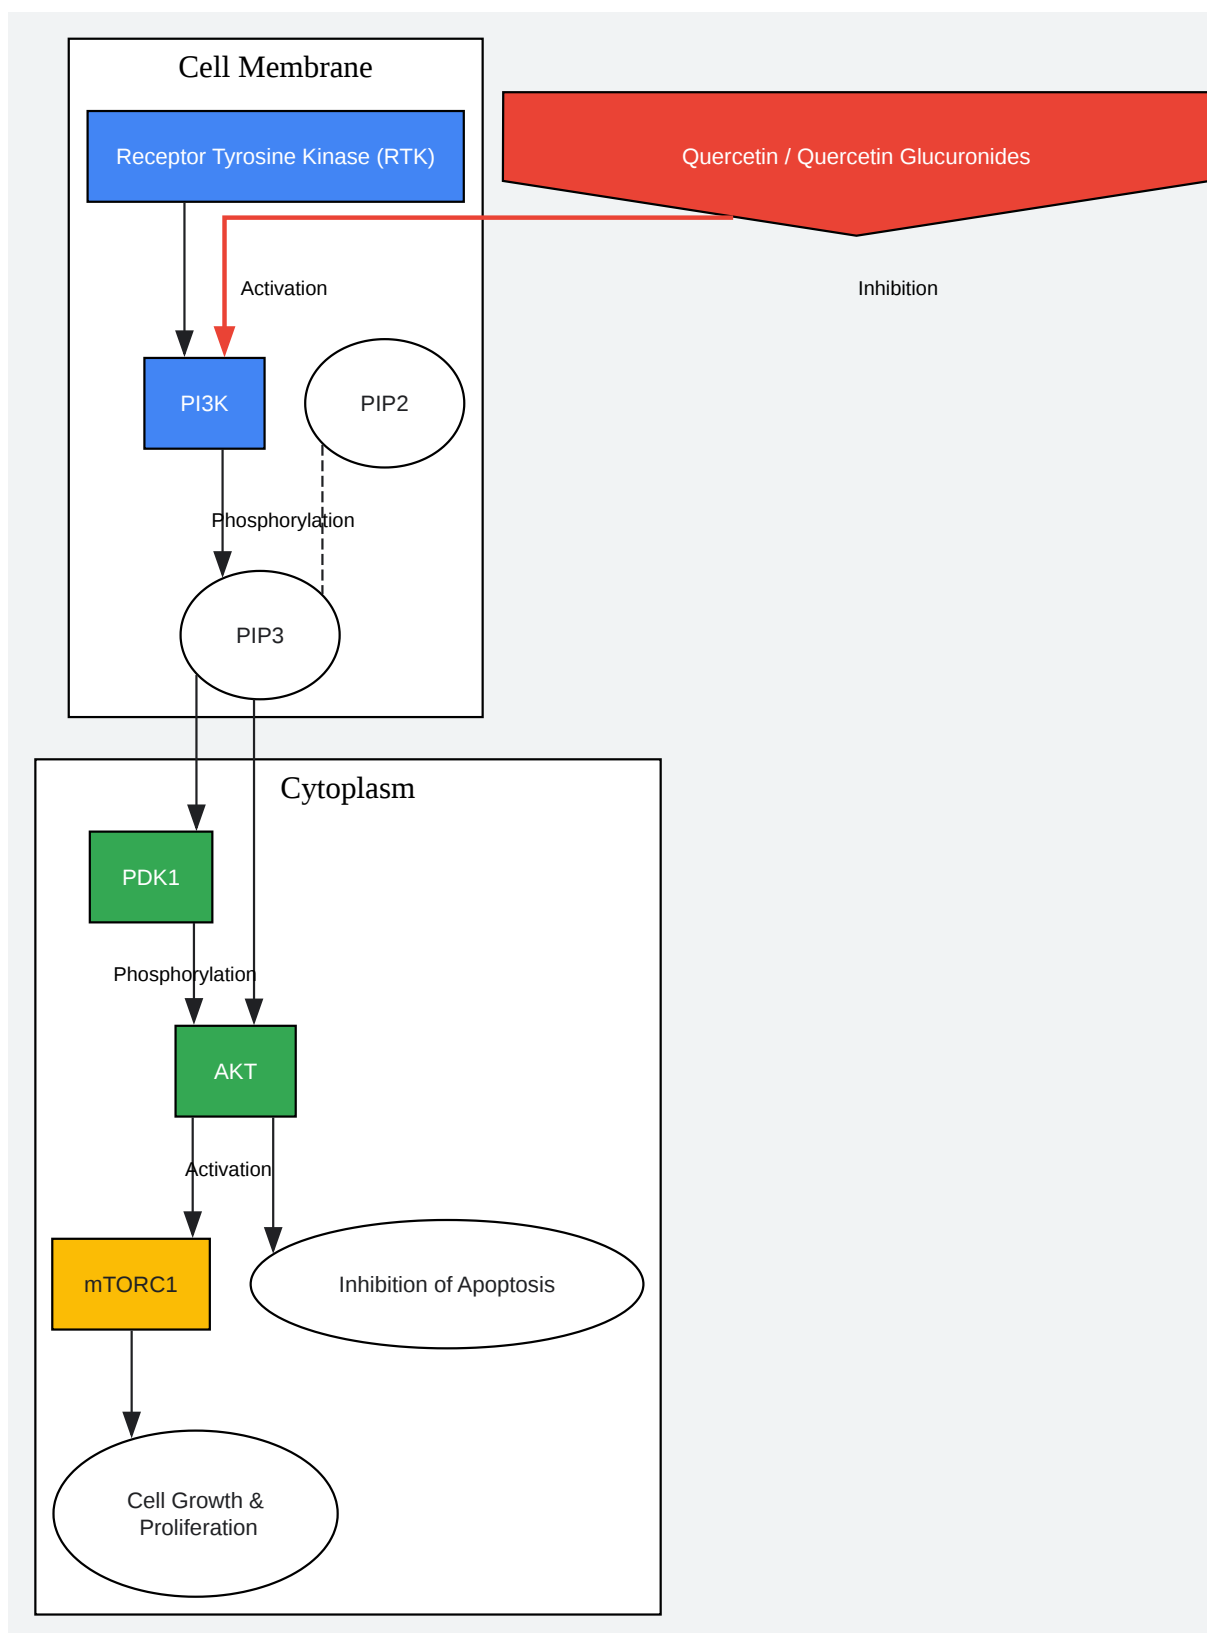 Cell Membrane
Receptor Tyrosine Kinase (RTK)
Quercetin / Quercetin Glucuronides
Activation
Inhibition
PI3K
PIP2
Phosphorylation
PIP3
Cytoplasm
PDK1
Phosphorylation
AKT
Activation
mTORC1
Inhibition of Apoptosis
Cell Growth &
Proliferation